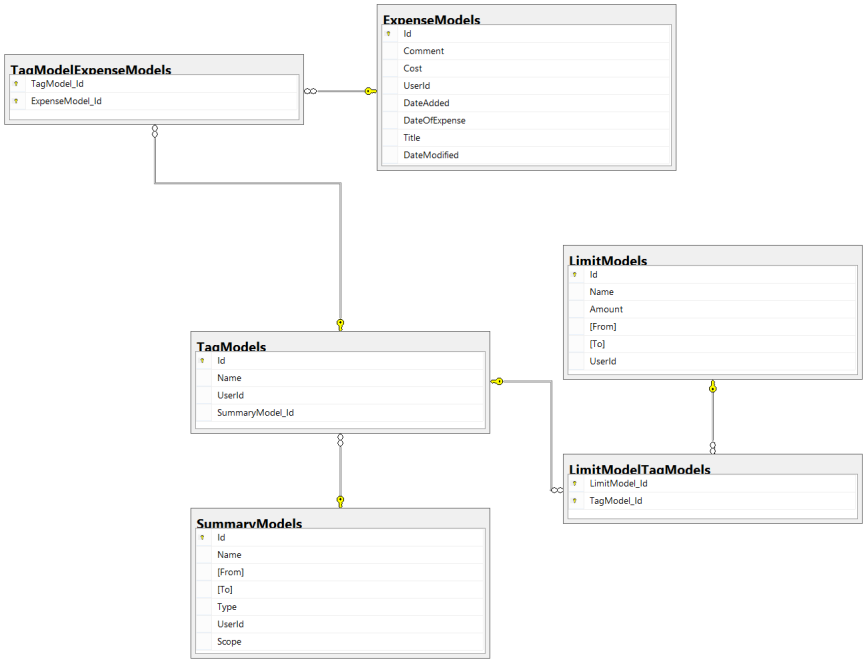 ExpenseModels
Id
Comment
Cost
UserId
DateAdded
DateOfExpense
Title
DateModified
TagModelExpenseModels
TagModel_Id
ExpenseModel_Id
LimitModels
Id
Name
Amount
[From]
[To]
UserId
TagModels
Id
Name
UserId
SummaryModel_Id
LimitModelTagModels
LimitModel_Id
TagModel_Id
SummaryModels
Id
Name
[From]
[To]
Type
UserId
Scope